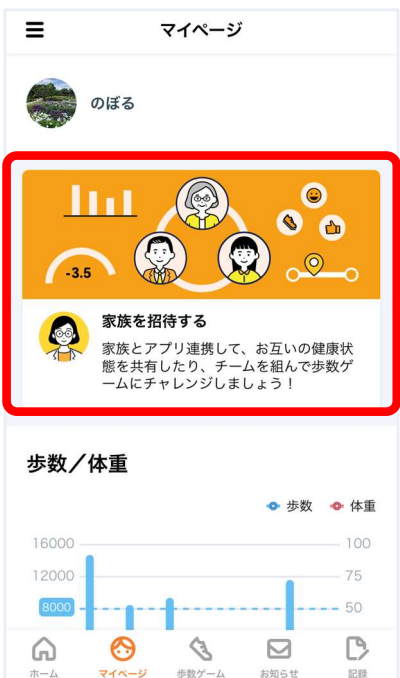 マイページ
のぼる
-3.5
家族を招待する
家族とアプリ連携して、お互いの健康状
態を共有したり、チームを組んで歩数ゲ
ームにチャレンジしましょう！
歩数／体重
歩数 体重
16000 100
12000 75
8000 50
ホーム マイページ 歩数ゲーム お知らせ 記録